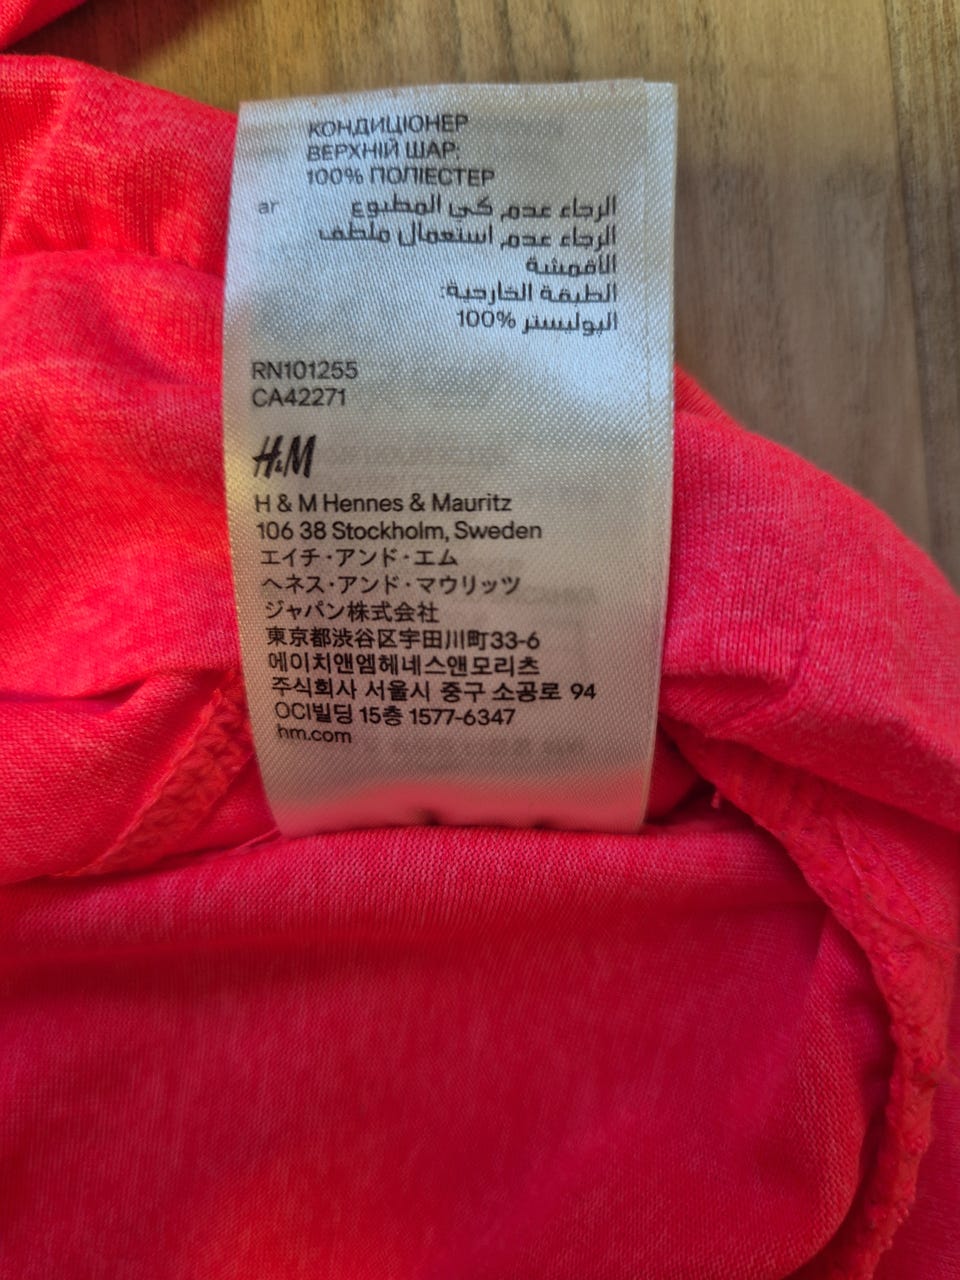 КОНДИЦІОНЕР
ВЕРХНІЙ ШАР:
100% ПОЛІЕСТЕР
ar الرجاء عدم كي المطبوع
الرجاء عدم استعمال ملطف
الأقمشة
الطبقة الخارجية:
البوليستر %100
RN101255
CA42271
H&M
H & M Hennes & Mauritz
106 38 Stockholm, Sweden
エイチ・アンド・エム
ヘネス・アンド・マウリッツ
ジャパン株式会社
東京都渋谷区宇田川町33-6
에이치앤엠헤네스앤모리츠
주식회사 서울시 중구 소공로 94
OCI빌딩 15층 1577-6347
hm.com